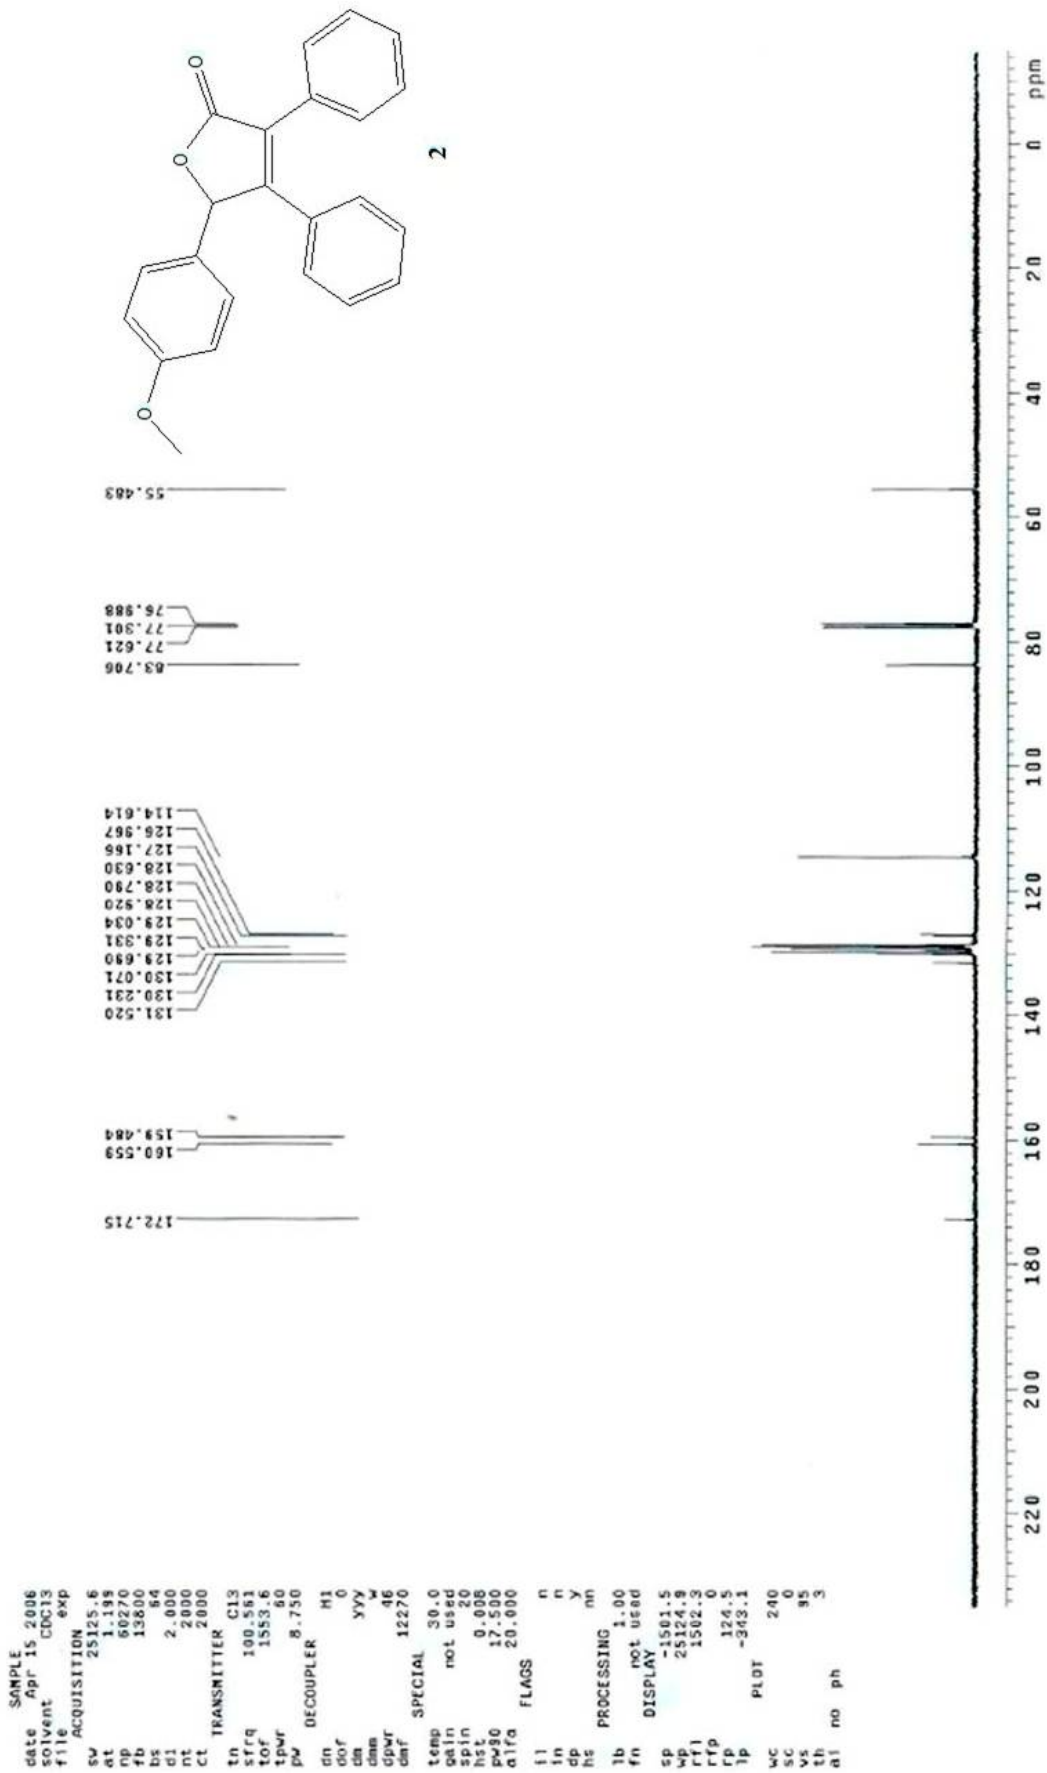 SAMPLE
date Apr 15 2006
solvent CDCl3
file exp
ACQUISITION
sw 25125.6
at 1.199
np 60270
fb 13800
bs 64
d1 2.000
nt 2000
ct 2000
TRANSMITTER
tn C13
sfrq 100.561
tof 1553.6
tpwr 60
pw 8.750
DECOUPLER
dn H1
dof 0
dm yyy
dmm w
dpwr 46
dmf 12270
SPECIAL
temp 30.0
gain not used
spin 20
hst 0.008
pw90 17.500
alfa 20.000
FLAGS
il n
in n
dp y
hs nn
PROCESSING
lb 1.00
fn not used
DISPLAY
sp -1501.5
wp 25124.9
rfl 1502.3
rfp 0
rp 124.5
lp -343.1
PLOT
wc 240
sc 0
vs 95
th 3
ai no ph
172.715
160.559
159.484
131.520
130.231
130.071
129.680
129.331
129.034
128.920
128.790
128.630
127.166
126.967
114.614
83.706
77.621
77.301
76.988
55.483
O
O
O
2
220 200 180 160 140 120 100 80 60 40 20 0 ppm